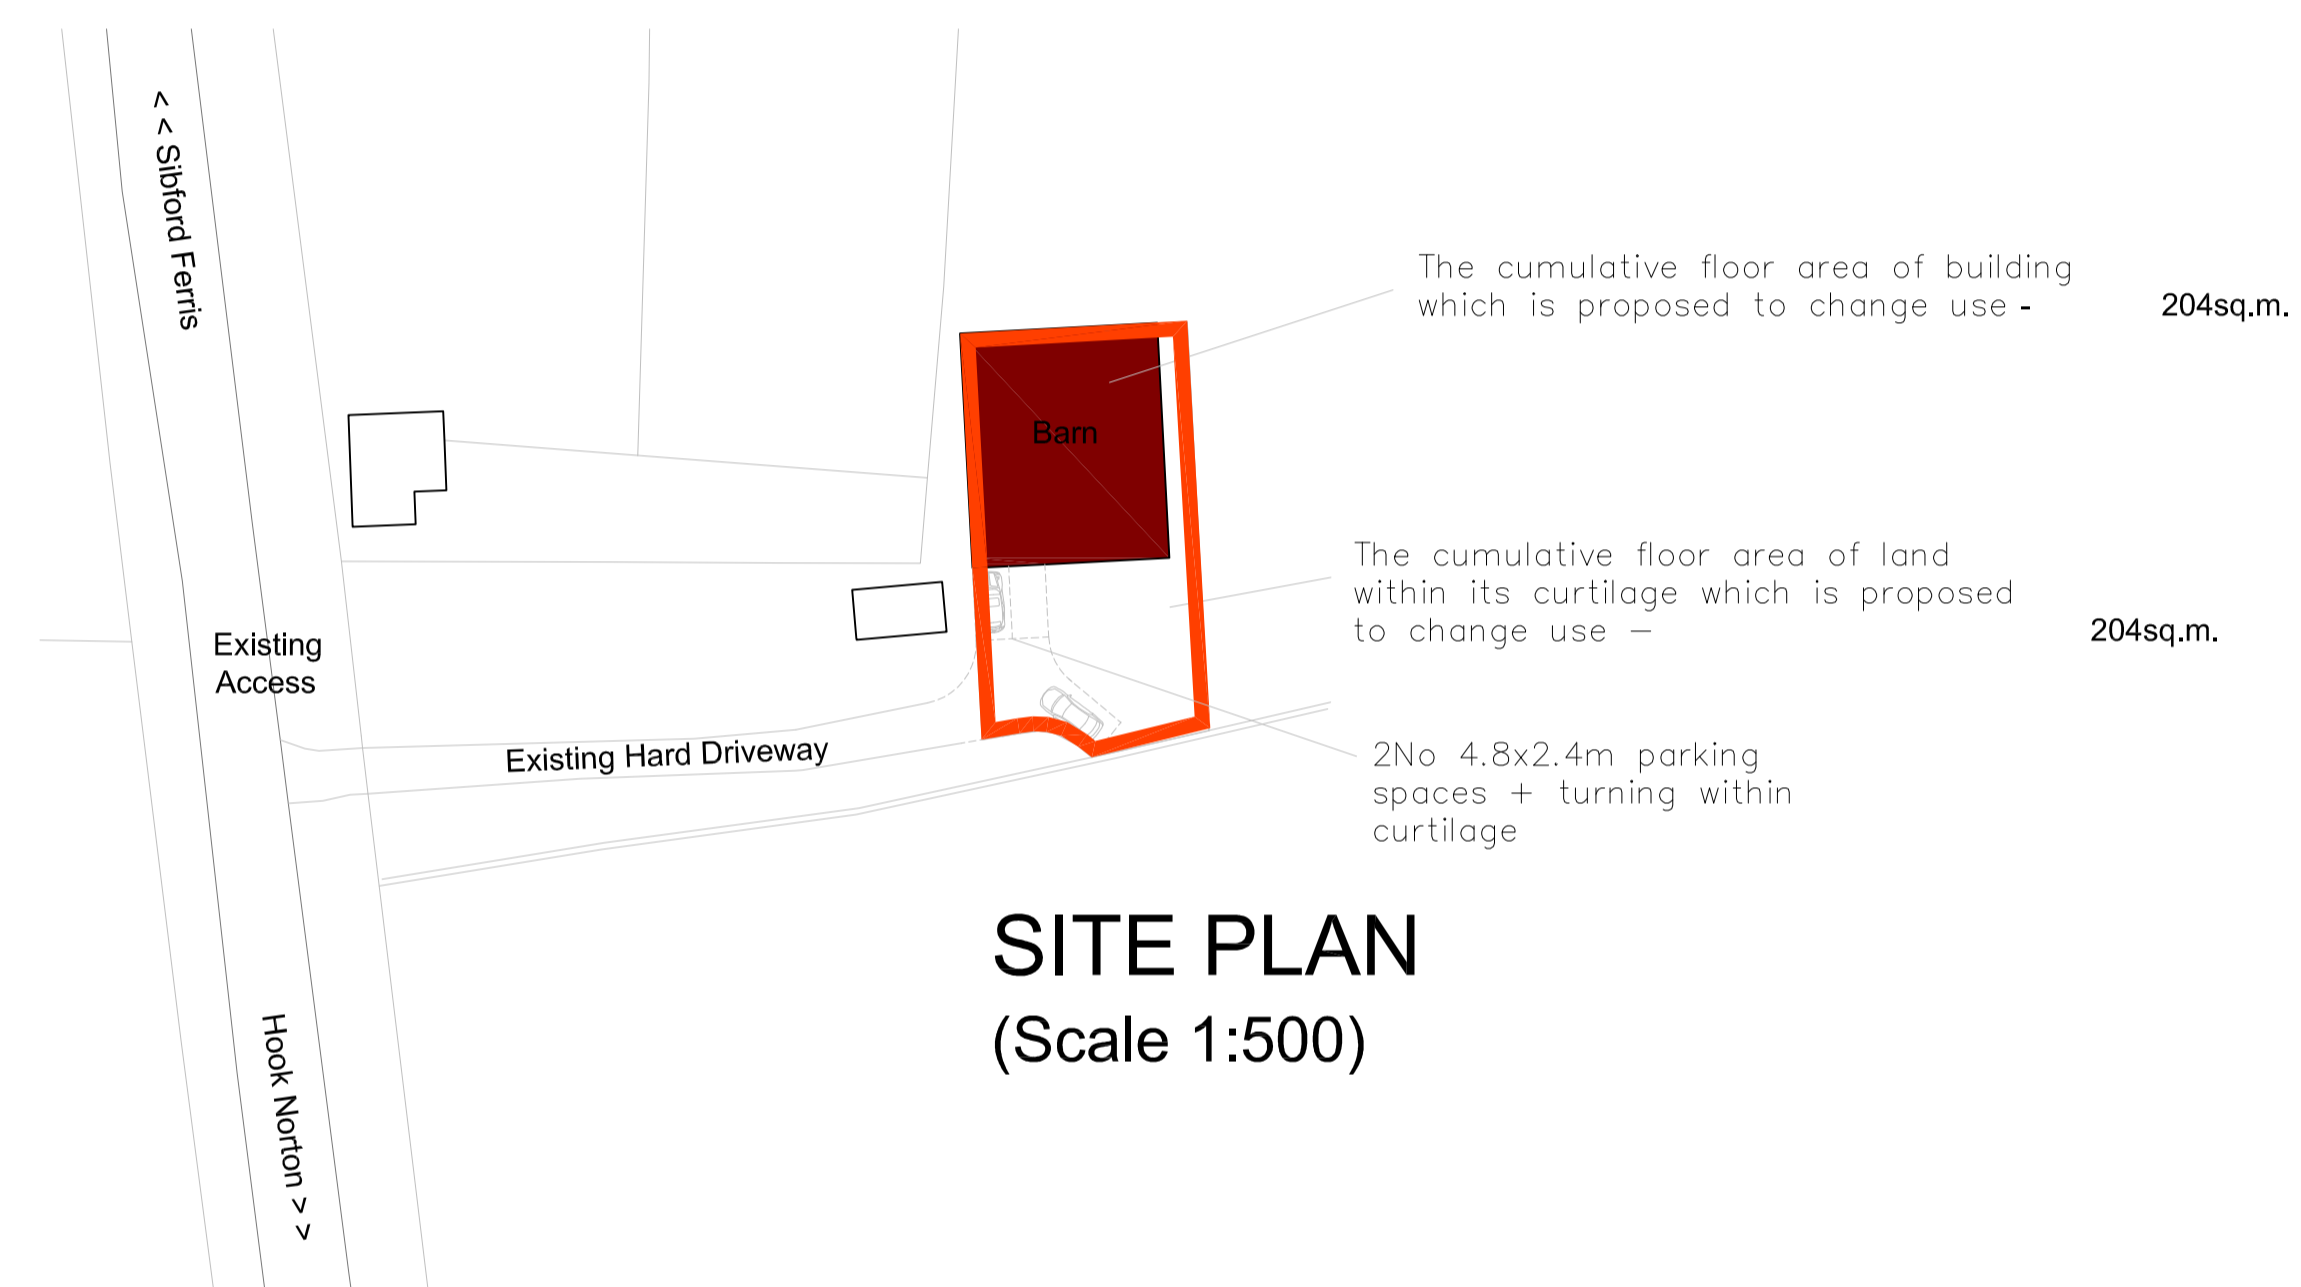 < < Sibford Ferris
The cumulative floor area of building
which is proposed to change use - 204sq.m.
Barn
The cumulative floor area of land
within its curtilage which is proposed
to change use – 204sq.m.
Existing
Access
Existing Hard Driveway
2No 4.8x2.4m parking
spaces + turning within
curtilage
SITE PLAN
(Scale 1:500)
Hook Norton > >